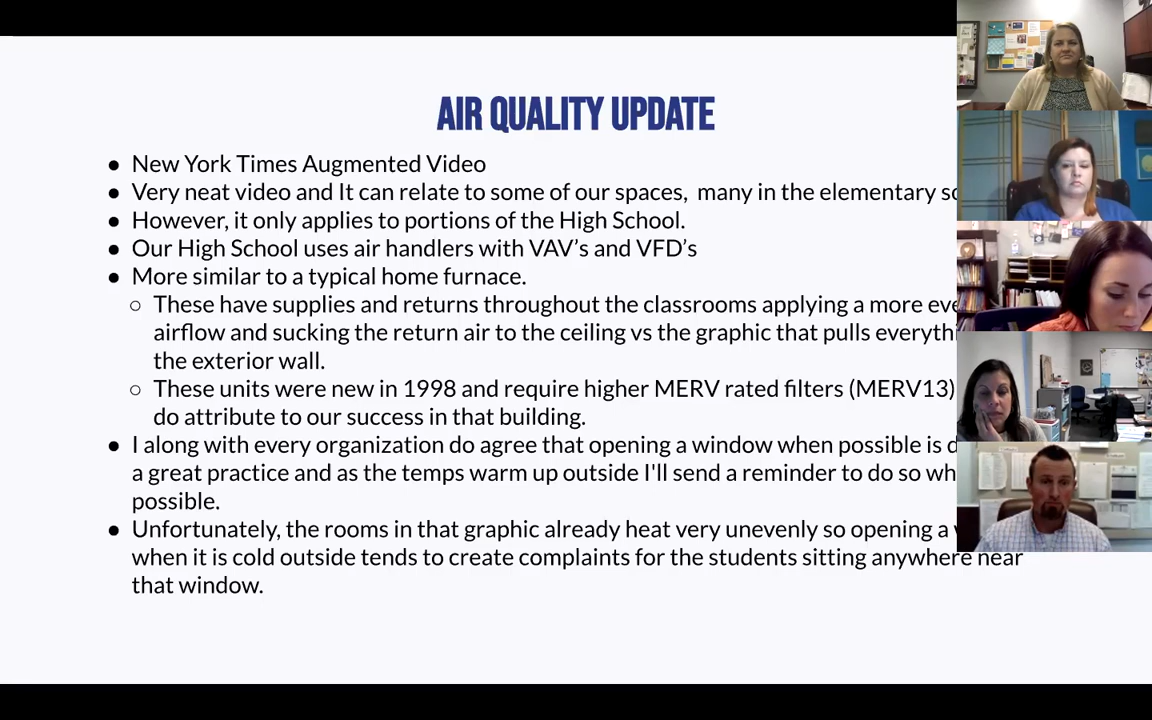 AIR QUALITY UPDATE
● New York Times Augmented Video
● Very neat video and It can relate to some of our spaces, many in the elementary
● However, it only applies to portions of the High School.
● Our High School uses air handlers with VAV’s and VFD’s
● More similar to a typical home furnace.
○ These have supplies and returns throughout the classrooms applying a more
airflow and sucking the return air to the ceiling vs the graphic that pulls
the exterior wall.
○ These units were new in 1998 and require higher MERV rated filters (MERV13)
do attribute to our success in that building.
● I along with every organization do agree that opening a window when possible is
a great practice and as the temps warm up outside I'll send a reminder to do so
possible.
● Unfortunately, the rooms in that graphic already heat very unevenly so opening a
when it is cold outside tends to create complaints for the students sitting anywhere near
that window.